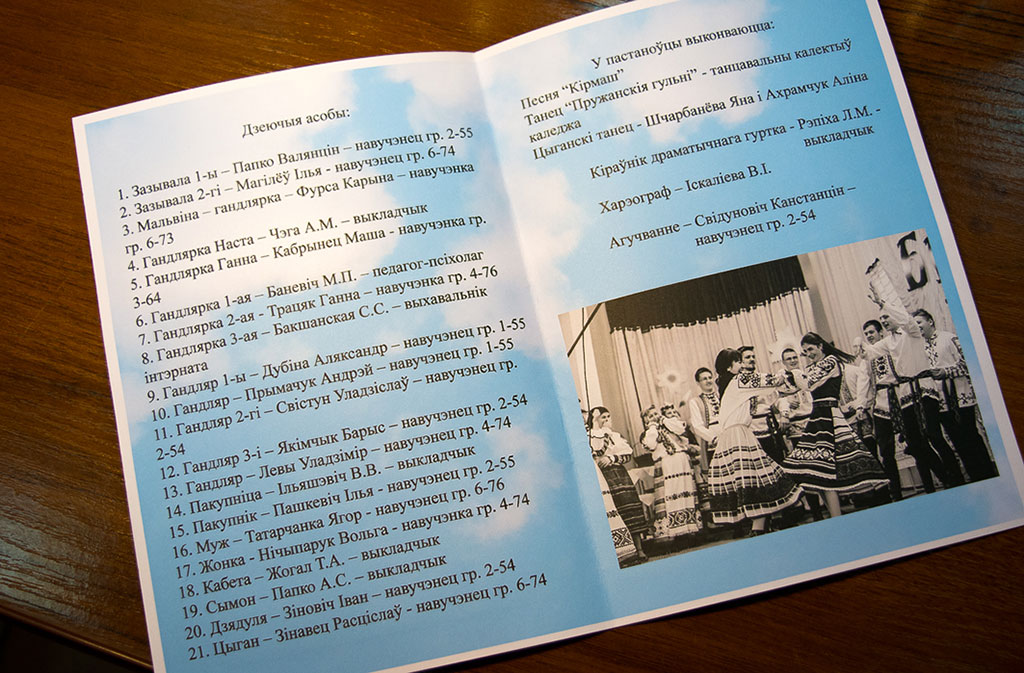 Дзеючыя асобы:
1. Зазывала 1-ы – Папко Валянцін – навучэнец гр. 2-55
2. Зазывала 2-гі – Магілёў Ілья - навучэнец гр. 6-74
3. Мальвіна – гандлярка – Фурса Карына – навучэнка
гр. 6-73
4. Гандлярка Наста – Чэга А.М. – выкладчык
5. Гандлярка Ганна – Кабрынец Маша - навучэнка гр.
3-64
6. Гандлярка 1-ая – Баневіч М.П. – педагог-псіхолаг
7. Гандлярка 2-ая - Трацяк Ганна – навучэнка гр. 4-76
8. Гандлярка 3-ая – Бакшанская С.С. – выхавальнік
інтэрната
9. Гандляр 1-ы – Дубіна Аляксандр – навучэнец гр. 1-55
10. Гандляр – Прымачук Андрэй – навучэнец гр. 1-55
11. Гандляр 2-гі – Свістун Уладзіслаў – навучэнец гр.
2-54
12. Гандляр 3-і – Якімчык Барыс – навучэнец гр. 2-54
13. Гандляр – Левы Уладзімір – навучэнец гр. 4-74
14. Пакупніца – Ільяшэвіч В.В. – выкладчык
15. Пакупнік – Пашкевіч Ілья - навучэнец гр. 2-55
16. Муж – Татарчанка Ягор - навучэнец гр. 6-76
17. Жонка - Нічыпарук Вольга - навучэнка гр. 4-74
18. Кабета – Жогал Т.А. – выкладчык
19. Сымон – Папко А.С. – выкладчык
20. Дзядуля – Зіновіч Іван – навучэнец гр. 2-54
21. Цыган – Зінавец Расціслаў - навучэнец гр. 6-74
У пастаноўцы выконваюцца:
Песня “Кірмаш”
Танец “Пружанскія гульні” - танцавальны калектыў
каледжа
Цыганскі танец - Шчарбанёва Яна і Ахрамчук Аліна
Кіраўнік драматычнага гуртка - Рэпіха Л.М. -
выкладчык
Харэограф – Іскаліева В.І.
Агучванне – Свідуновіч Канстанцін –
навучэнец гр. 2-54